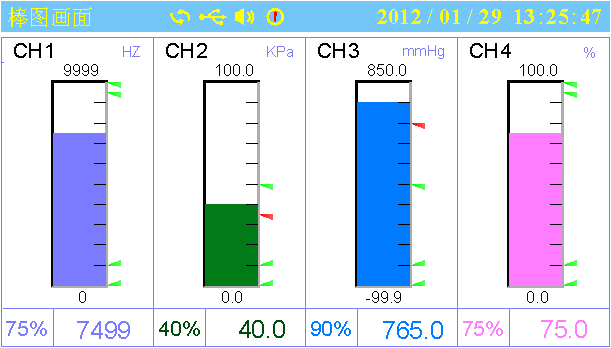 棒图画面 2012/01/29 13:25:47
CH1 HZ CH2 KPa CH3 mmHg CH4 %
9999 100.0 850.0 100.0
0 0.0 -99.9 0.0
75% 7499 40% 40.0 90% 765.0 75% 75.0